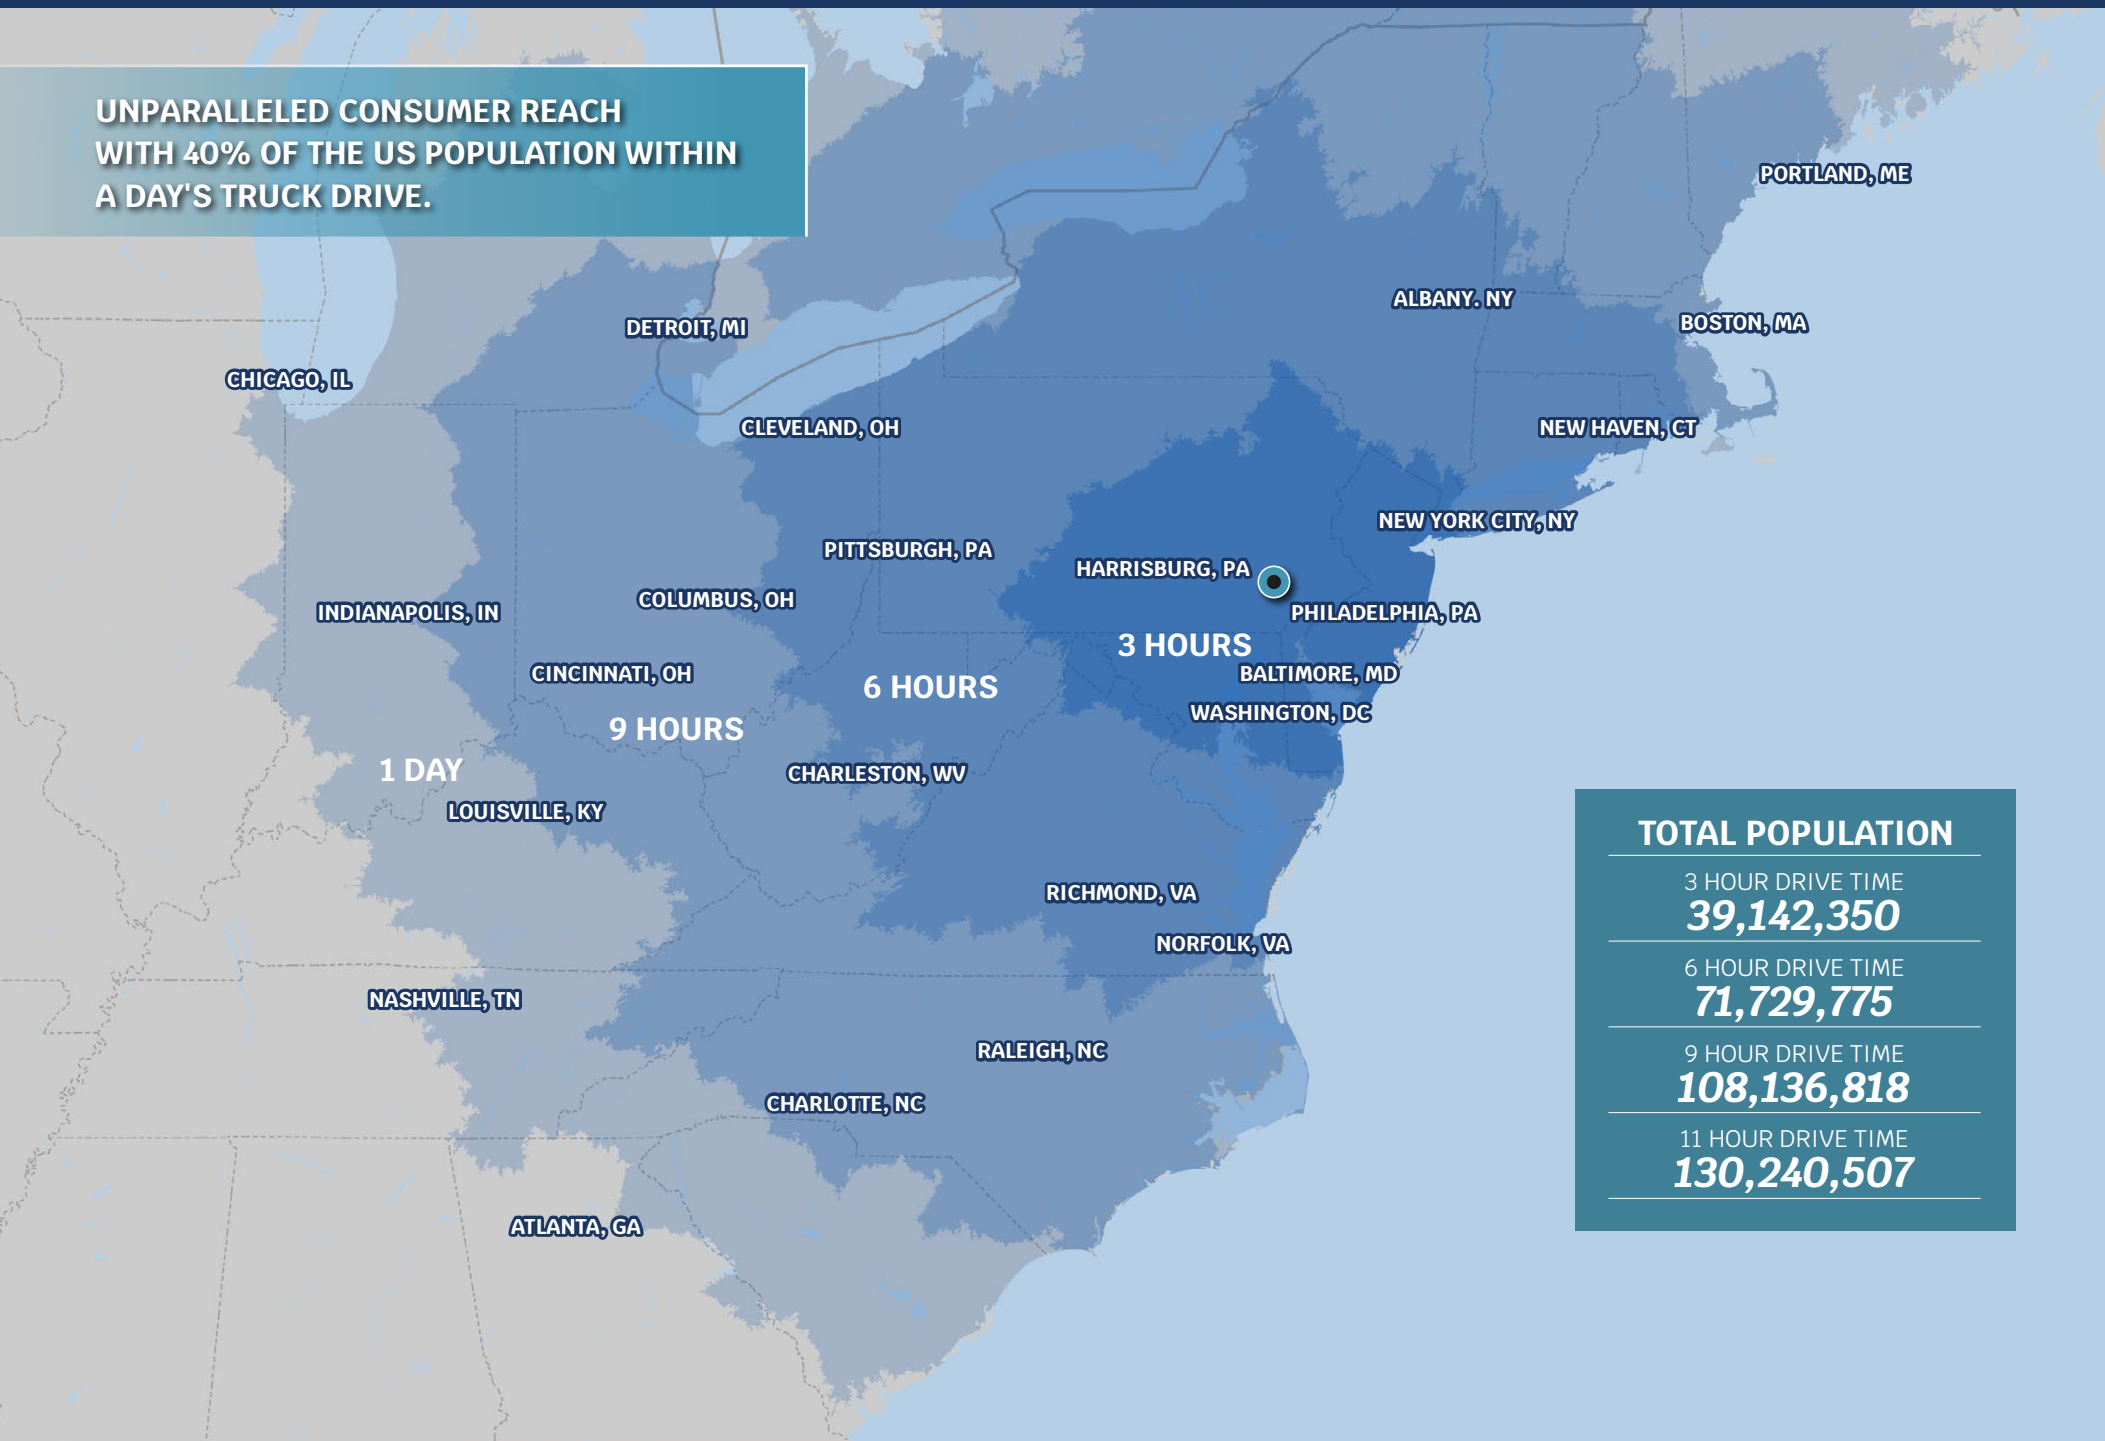 UNPARALLELED CONSUMER REACH
WITH 40% OF THE US POPULATION WITHIN
A DAY'S TRUCK DRIVE.
PORTLAND, ME
ALBANY. NY
BOSTON, MA
DETROIT, MI
CHICAGO, IL
CLEVELAND, OH
NEW HAVEN, CT
NEW YORK CITY, NY
PITTSBURGH, PA
HARRISBURG, PA
COLUMBUS, OH
INDIANAPOLIS, IN
PHILADELPHIA, PA
3 HOURS
CINCINNATI, OH
BALTIMORE, MD
6 HOURS
WASHINGTON, DC
9 HOURS
1 DAY
CHARLESTON, WV
LOUISVILLE, KY
RICHMOND, VA
NORFOLK, VA
NASHVILLE, TN
RALEIGH, NC
CHARLOTTE, NC
ATLANTA, GA
TOTAL POPULATION
3 HOUR DRIVE TIME
39,142,350
6 HOUR DRIVE TIME
71,729,775
9 HOUR DRIVE TIME
108,136,818
11 HOUR DRIVE TIME
130,240,507